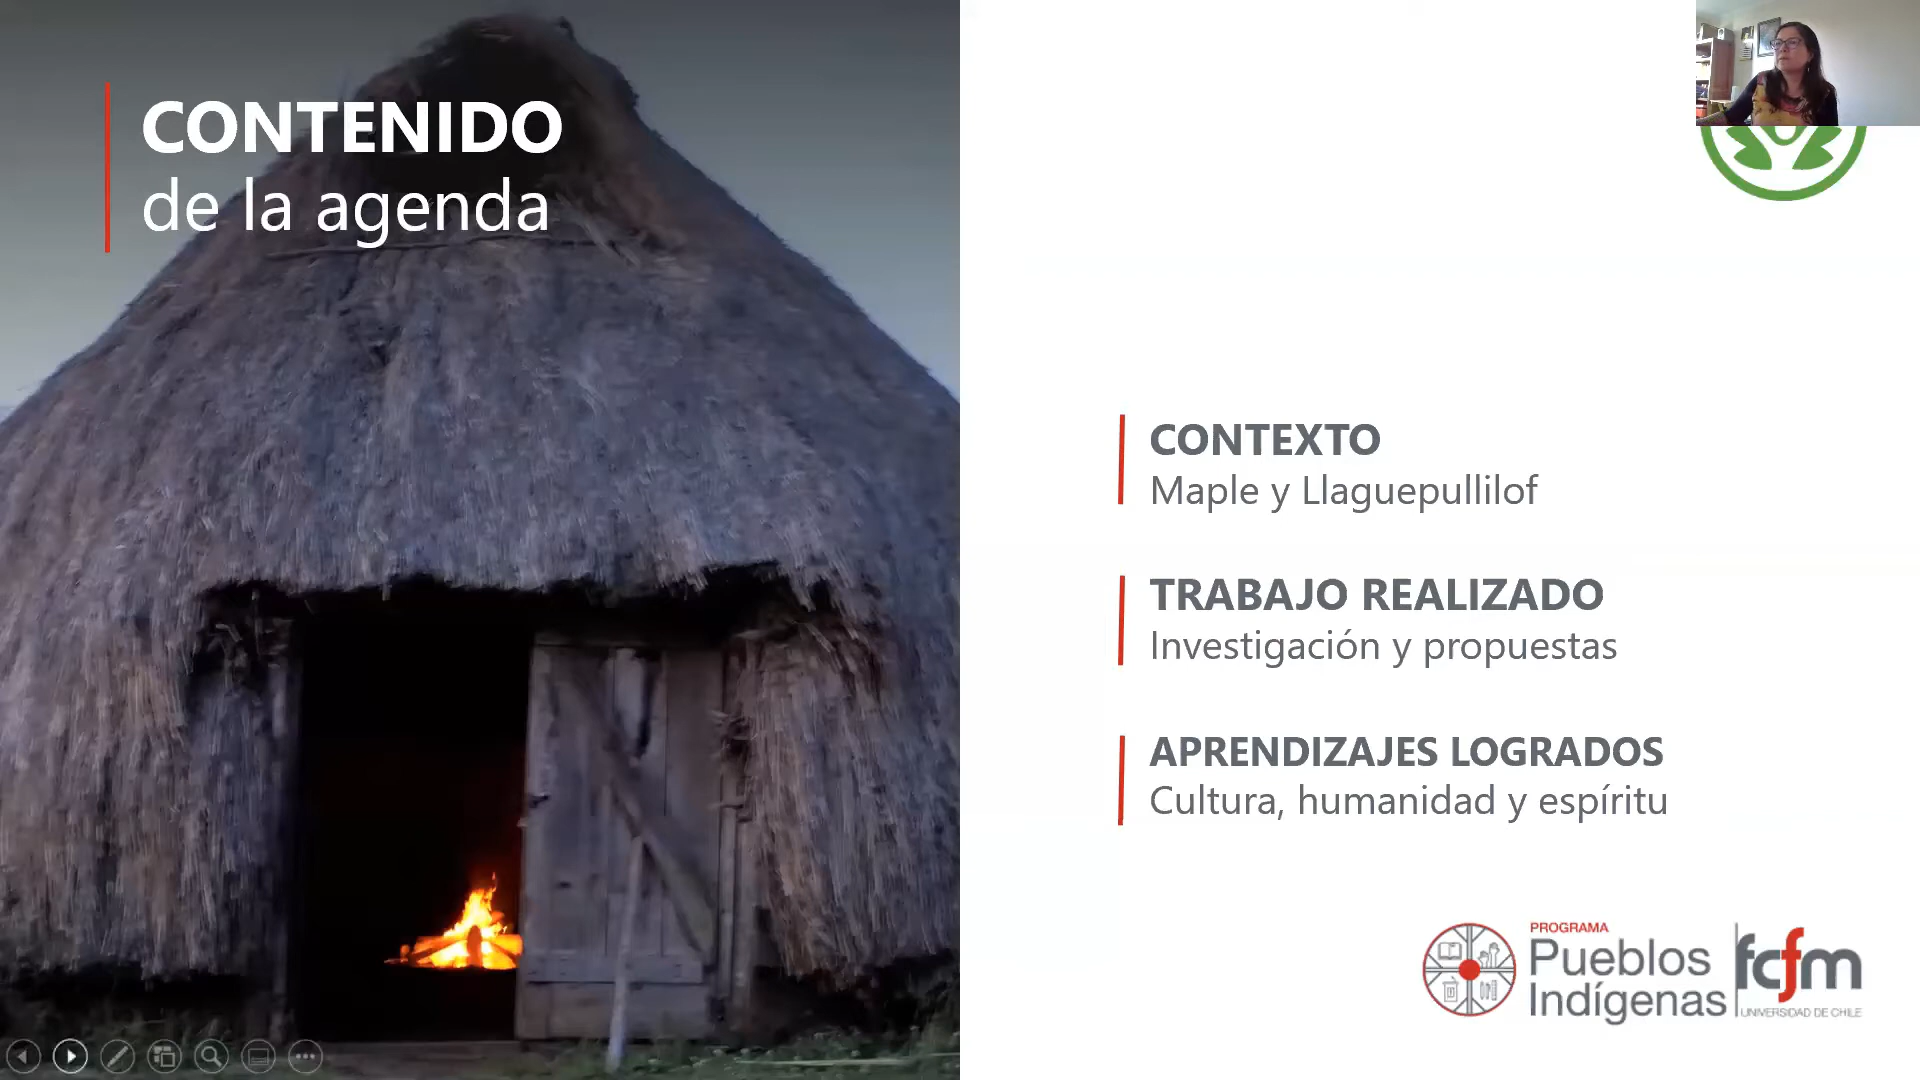 CONTENIDO
de la agenda
CONTEXTO
Maple y Llaguepullilof
TRABAJO REALIZADO
Investigación y propuestas
APRENDIZAJES LOGRADOS
Cultura, humanidad y espíritu
PROGRAMA
Pueblos
Indígenas
fcfm
UNIVERSIDAD DE CHILE